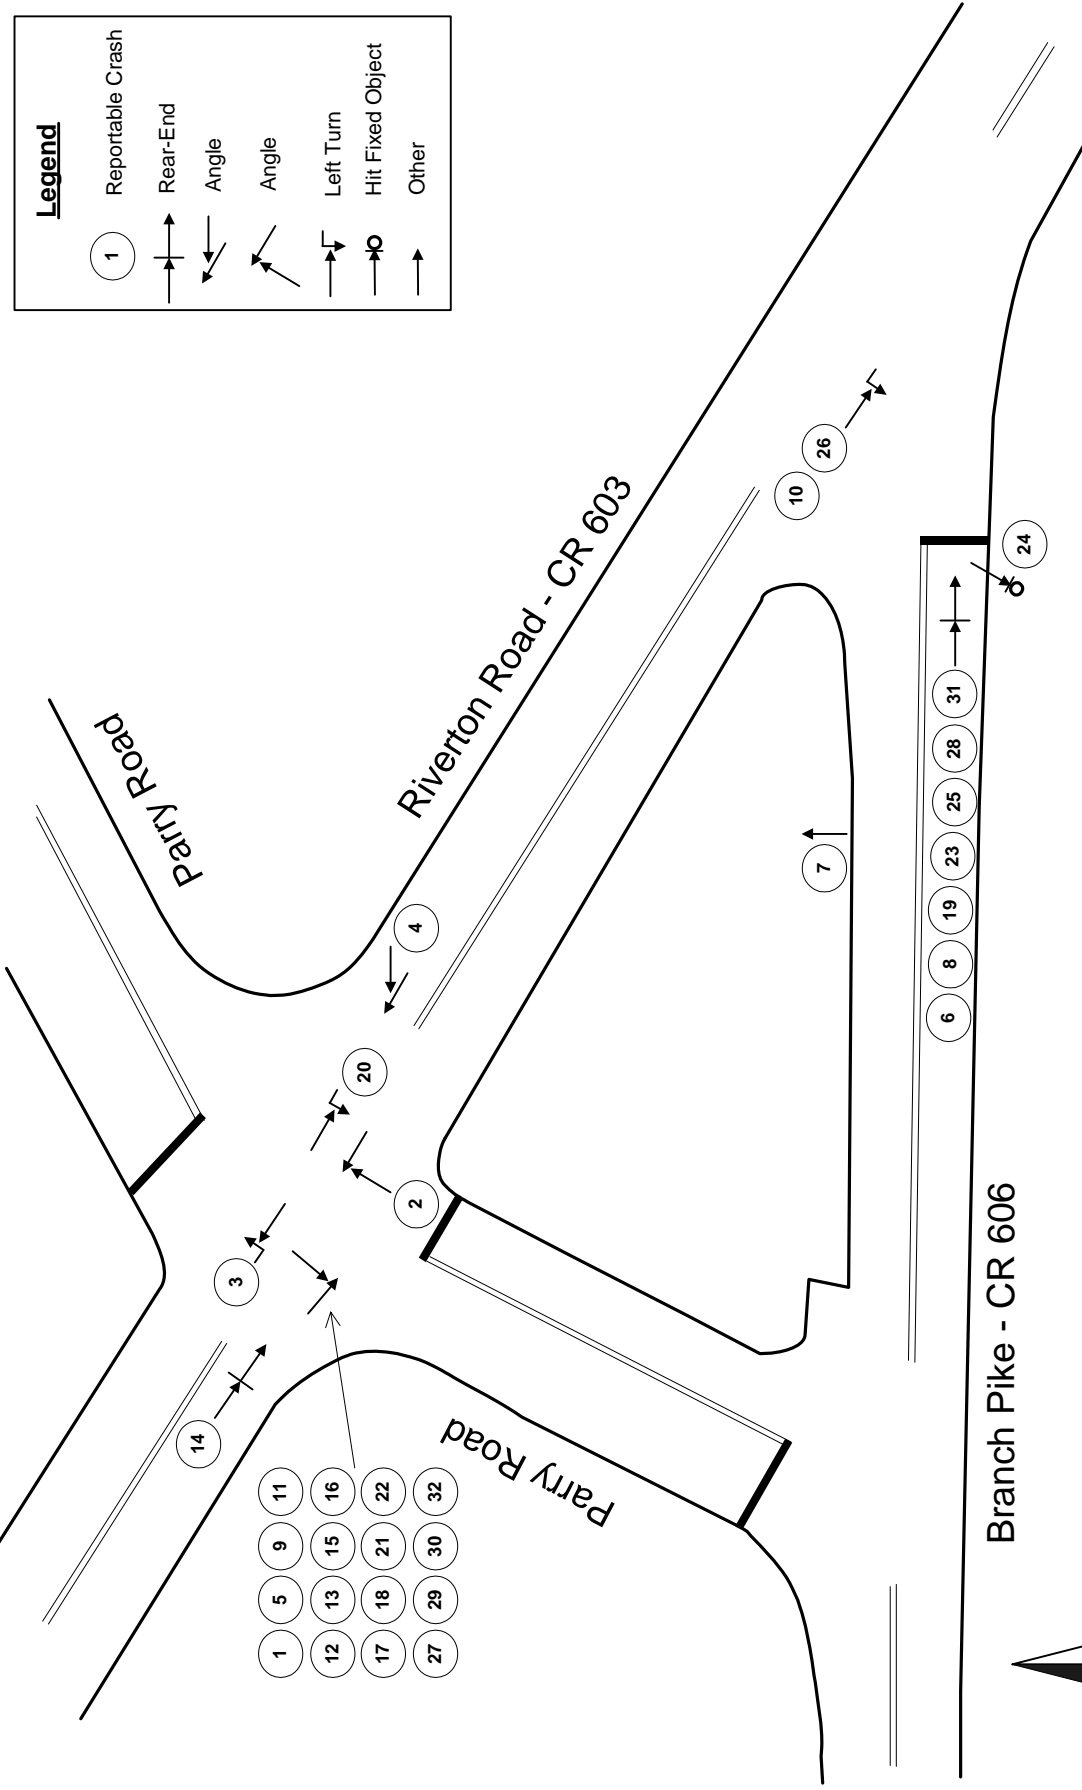 Legend
1 Reportable Crash
Rear-End
Angle
Angle
Left Turn
Hit Fixed Object
Other
Parry Road
Riverton Road - CR 603
Parry Road
Branch Pike - CR 606
14
3
20
4
2
10
26
24
7
6 8 19 23 25 28 31
1 5 9 11
12 13 15 16
17 18 21 22
27 29 30 32